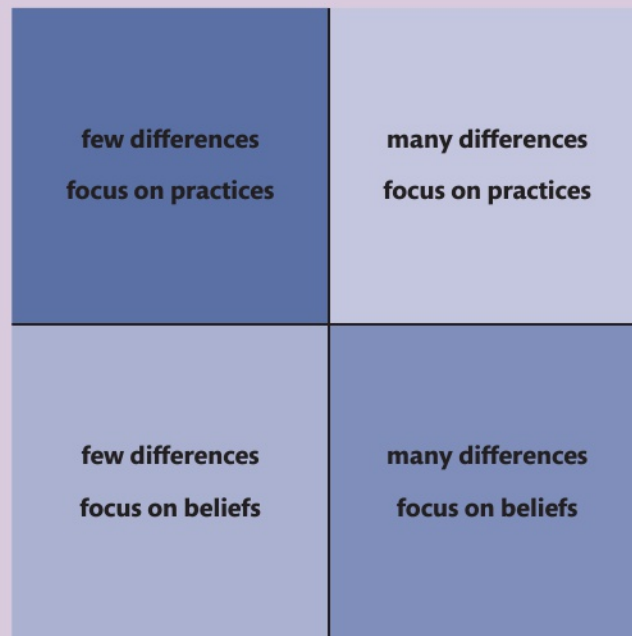 few differences
focus on practices
many differences
focus on practices
few differences
focus on beliefs
many differences
focus on beliefs